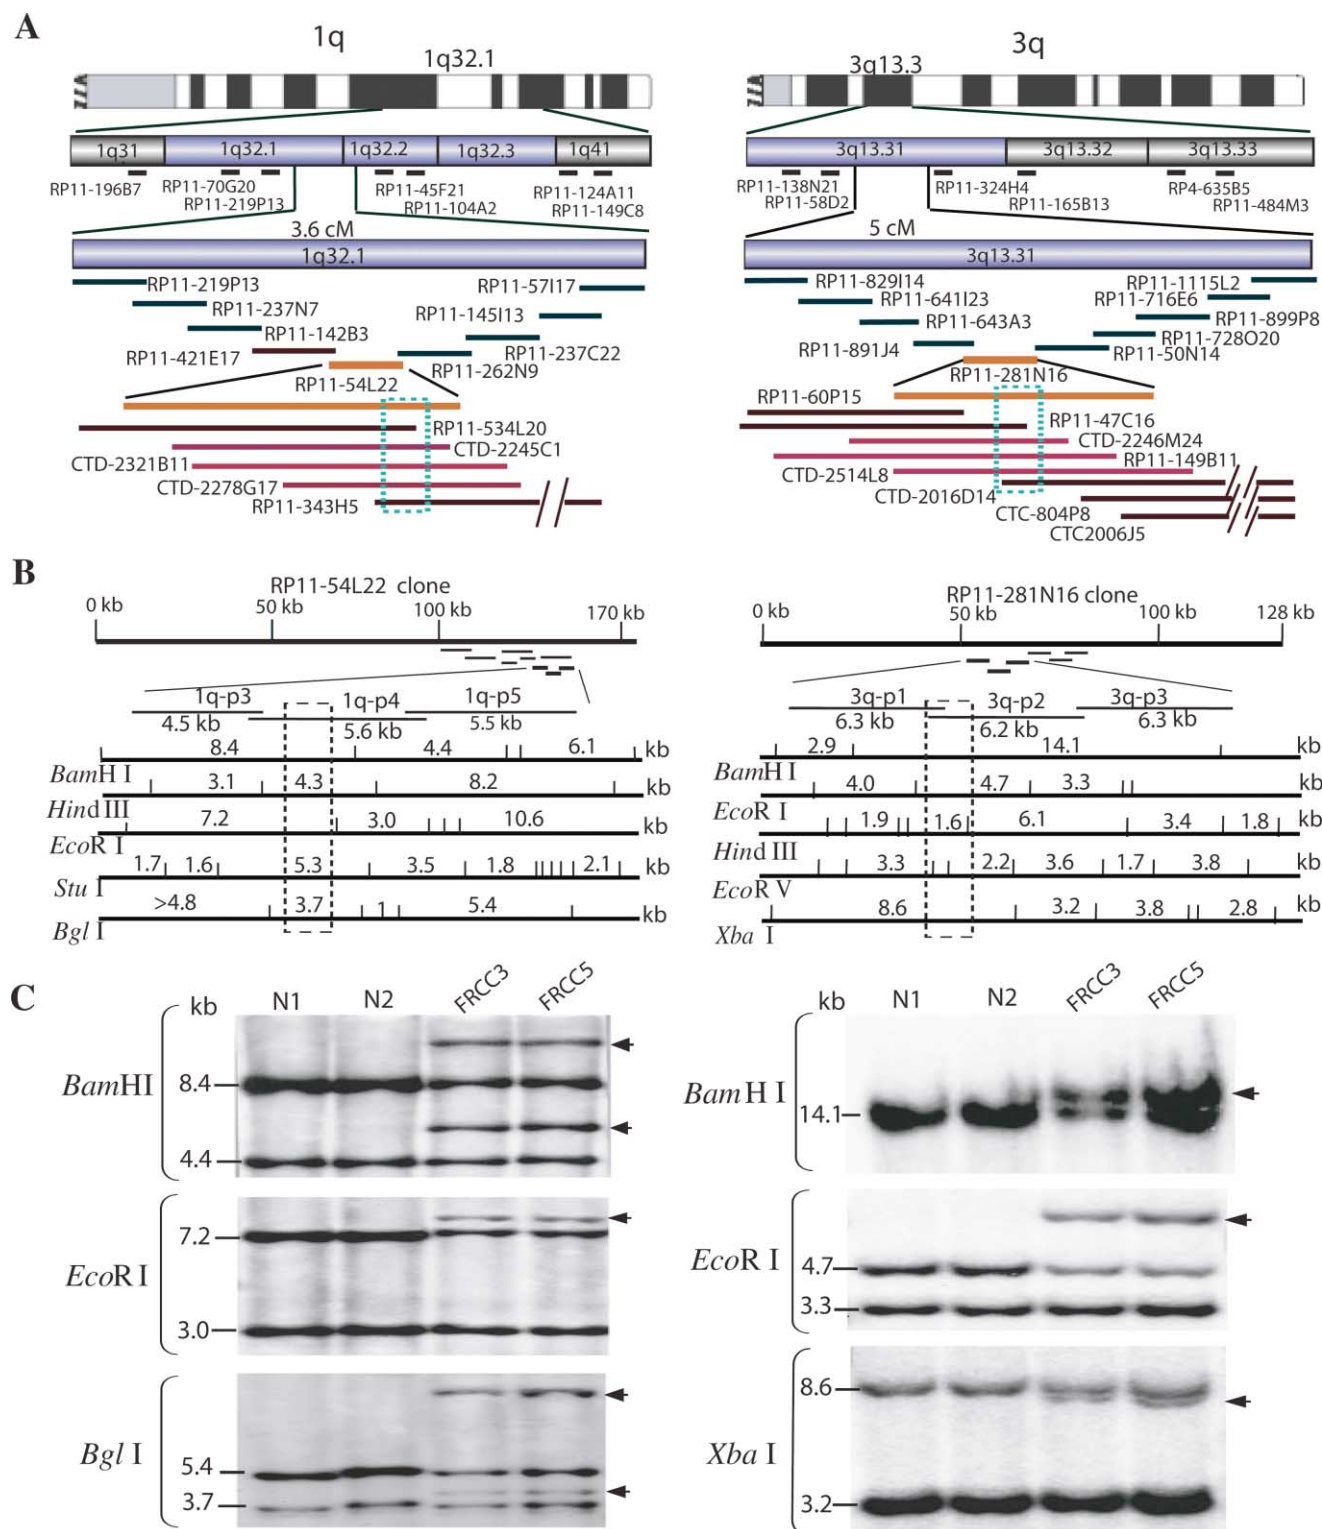 A
1q
1q32.1
1q31 1q32.1 1q32.2 1q32.3 1q41
RP11-196B7 RP11-70G20 RP11-45F21 RP11-124A11
RP11-219P13 RP11-104A2 RP11-149C8
3.6 cM
1q32.1
RP11-219P13 RP11-57I17
RP11-237N7 RP11-145I13
RP11-142B3
RP11-421E17 RP11-237C22
RP11-262N9
RP11-54L22
RP11-534L20
CTD-2245C1
CTD-2321B11
CTD-2278G17
RP11-343H5
3q
3q13.3
3q13.31 3q13.32 3q13.33
RP11-138N21 RP11-324H4 RP4-635B5
RP11-58D2 RP11-165B13 RP11-484M3
5 cM
3q13.31
RP11-829I14 RP11-1115L2
RP11-641I23 RP11-716E6
RP11-643A3 RP11-899P8
RP11-728O20
RP11-891J4 RP11-50N14
RP11-281N16
RP11-60P15
RP11-47C16
CTD-2246M24
RP11-149B11
CTD-2514L8
CTD-2016D14
CTC-804P8
CTC2006J5
B
RP11-54L22 clone
0 kb 50 kb 100 kb 170 kb
1q-p3 1q-p4 1q-p5
4.5 kb 5.6 kb 5.5 kb
8.4 4.4 6.1 kb
BamH I
3.1 4.3 8.2 kb
Hind III
7.2 3.0 10.6 kb
EcoR I
1.7 1.6 5.3 3.5 1.8 2.1 kb
Stu I
>4.8 3.7 1 5.4 kb
Bgl I
RP11-281N16 clone
0 kb 50 kb 100 kb 128 kb
3q-p1 3q-p2 3q-p3
6.3 kb 6.2 kb 6.3 kb
2.9 14.1 kb
BamH I
4.0 4.7 3.3 kb
EcoR I
1.9 1.6 6.1 3.4 1.8 kb
Hind III
3.3 2.2 3.6 1.7 3.8 kb
EcoR V
8.6 3.2 3.8 2.8 kb
Xba I
C
kb N1 N2 FRCC3 FRCC5
BamHI
8.4
4.4
EcoR I
7.2
3.0
Bgl I
5.4
3.7
kb N1 N2 FRCC3 FRCC5
BamH I
14.1
EcoR I
4.7
3.3
Xba I
8.6
3.2